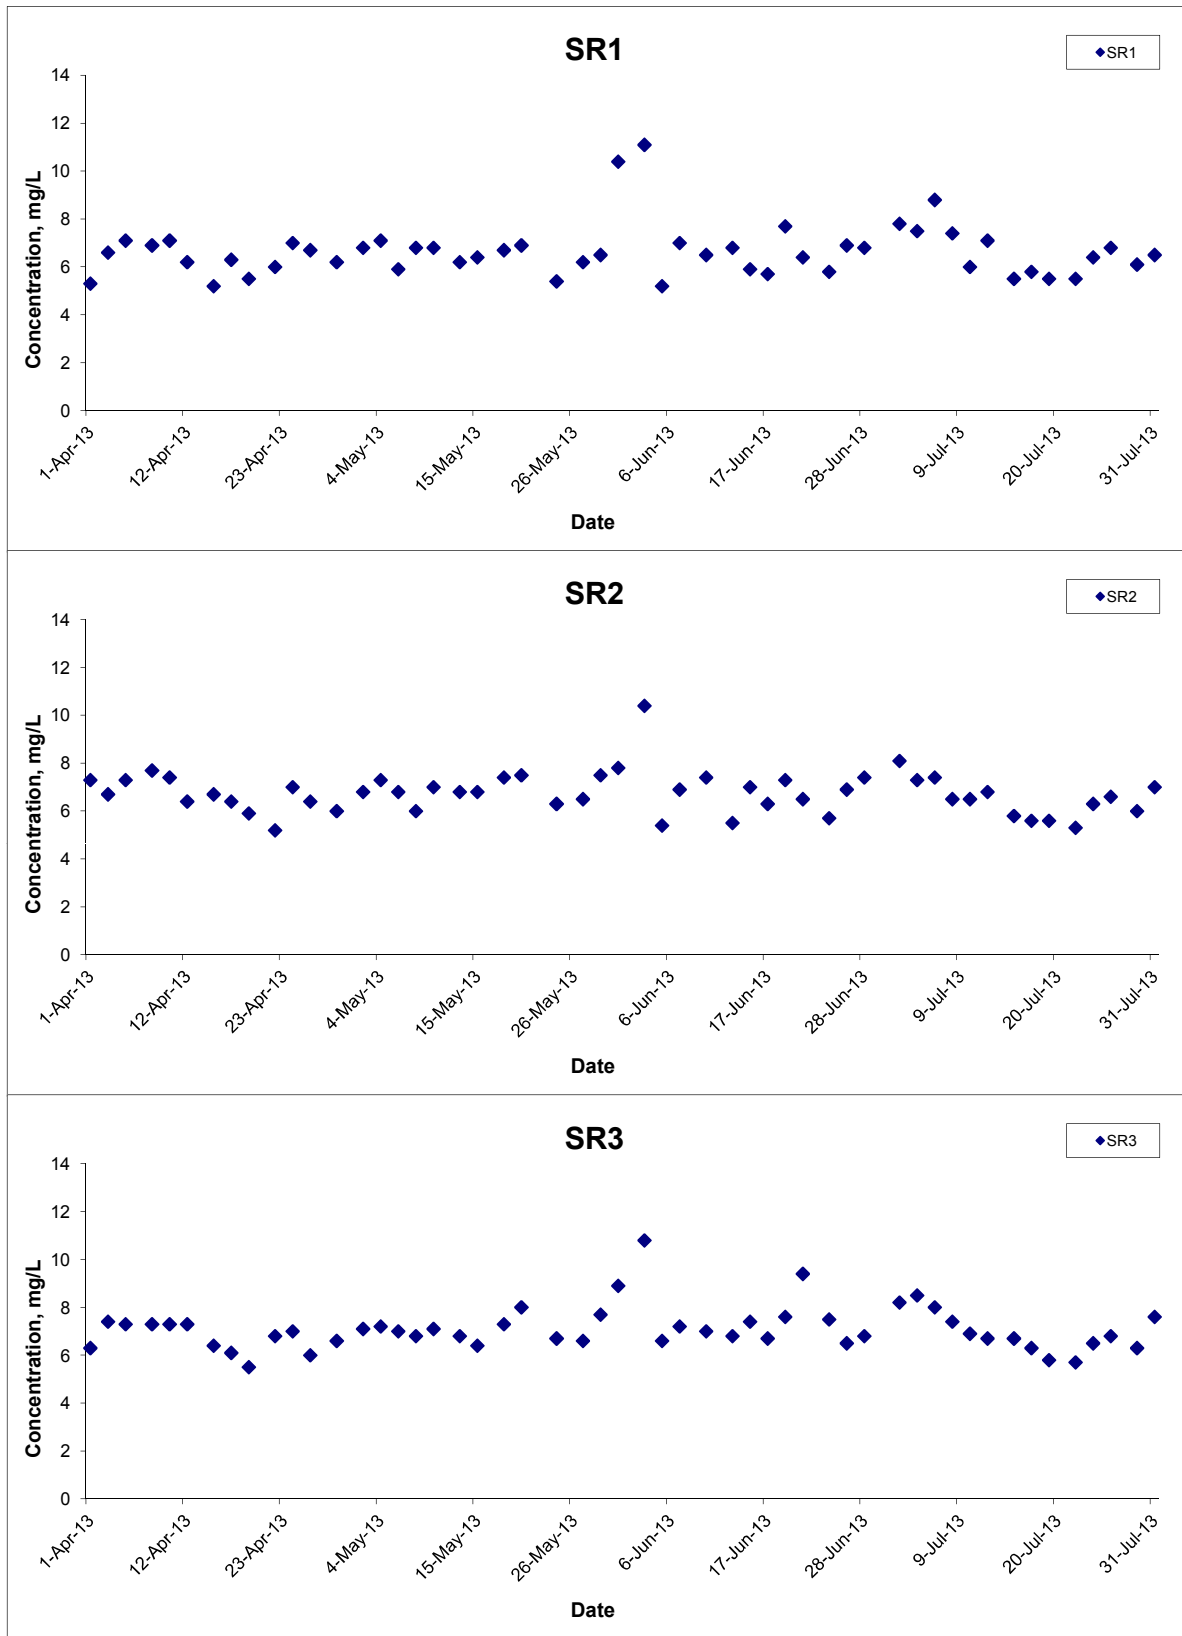 SR1
SR1
14
12
10
8
6
4
2
0
Concentration, mg/L
1-Apr-13
12-Apr-13
23-Apr-13
4-May-13
15-May-13
26-May-13
6-Jun-13
17-Jun-13
28-Jun-13
9-Jul-13
20-Jul-13
31-Jul-13
Date
SR2
SR2
14
12
10
8
6
4
2
0
Concentration, mg/L
1-Apr-13
12-Apr-13
23-Apr-13
4-May-13
15-May-13
26-May-13
6-Jun-13
17-Jun-13
28-Jun-13
9-Jul-13
20-Jul-13
31-Jul-13
Date
SR3
SR3
14
12
10
8
6
4
2
0
Concentration, mg/L
1-Apr-13
12-Apr-13
23-Apr-13
4-May-13
15-May-13
26-May-13
6-Jun-13
17-Jun-13
28-Jun-13
9-Jul-13
20-Jul-13
31-Jul-13
Date